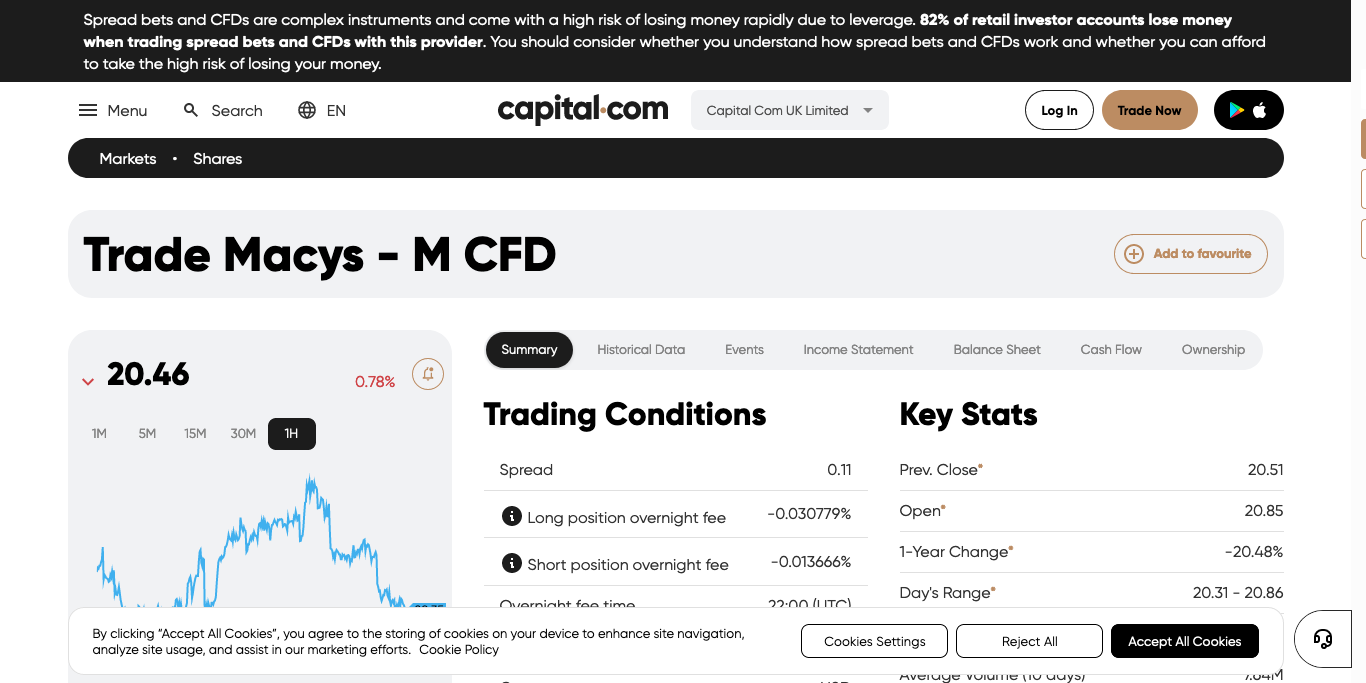 Spread bets and CFDs are complex instruments and come with a high risk of losing money rapidly due to leverage. 82% of retail investor accounts lose money
when trading spread bets and CFDs with this provider. You should consider whether you understand how spread bets and CFDs work and whether you can afford
to take the high risk of losing your money.
Menu Search EN capital.com Capital Com UK Limited Log In Trade Now
Markets • Shares
Trade Macys - M CFD Add to favourite
20.46 0.78%
1M 5M 15M 30M 1H
Summary Historical Data Events Income Statement Balance Sheet Cash Flow Ownership
Trading Conditions
Spread 0.11
Long position overnight fee -0.030779%
Short position overnight fee -0.013666%
Overnight fee time 22:00 (UTC)
Key Stats
Prev. Close* 20.51
Open* 20.85
1-Year Change* -20.48%
Day's Range* 20.31 - 20.86
Average Volume (10 days) 7.64M
By clicking “Accept All Cookies”, you agree to the storing of cookies on your device to enhance site navigation,
analyze site usage, and assist in our marketing efforts. Cookie Policy
Cookies Settings Reject All Accept All Cookies